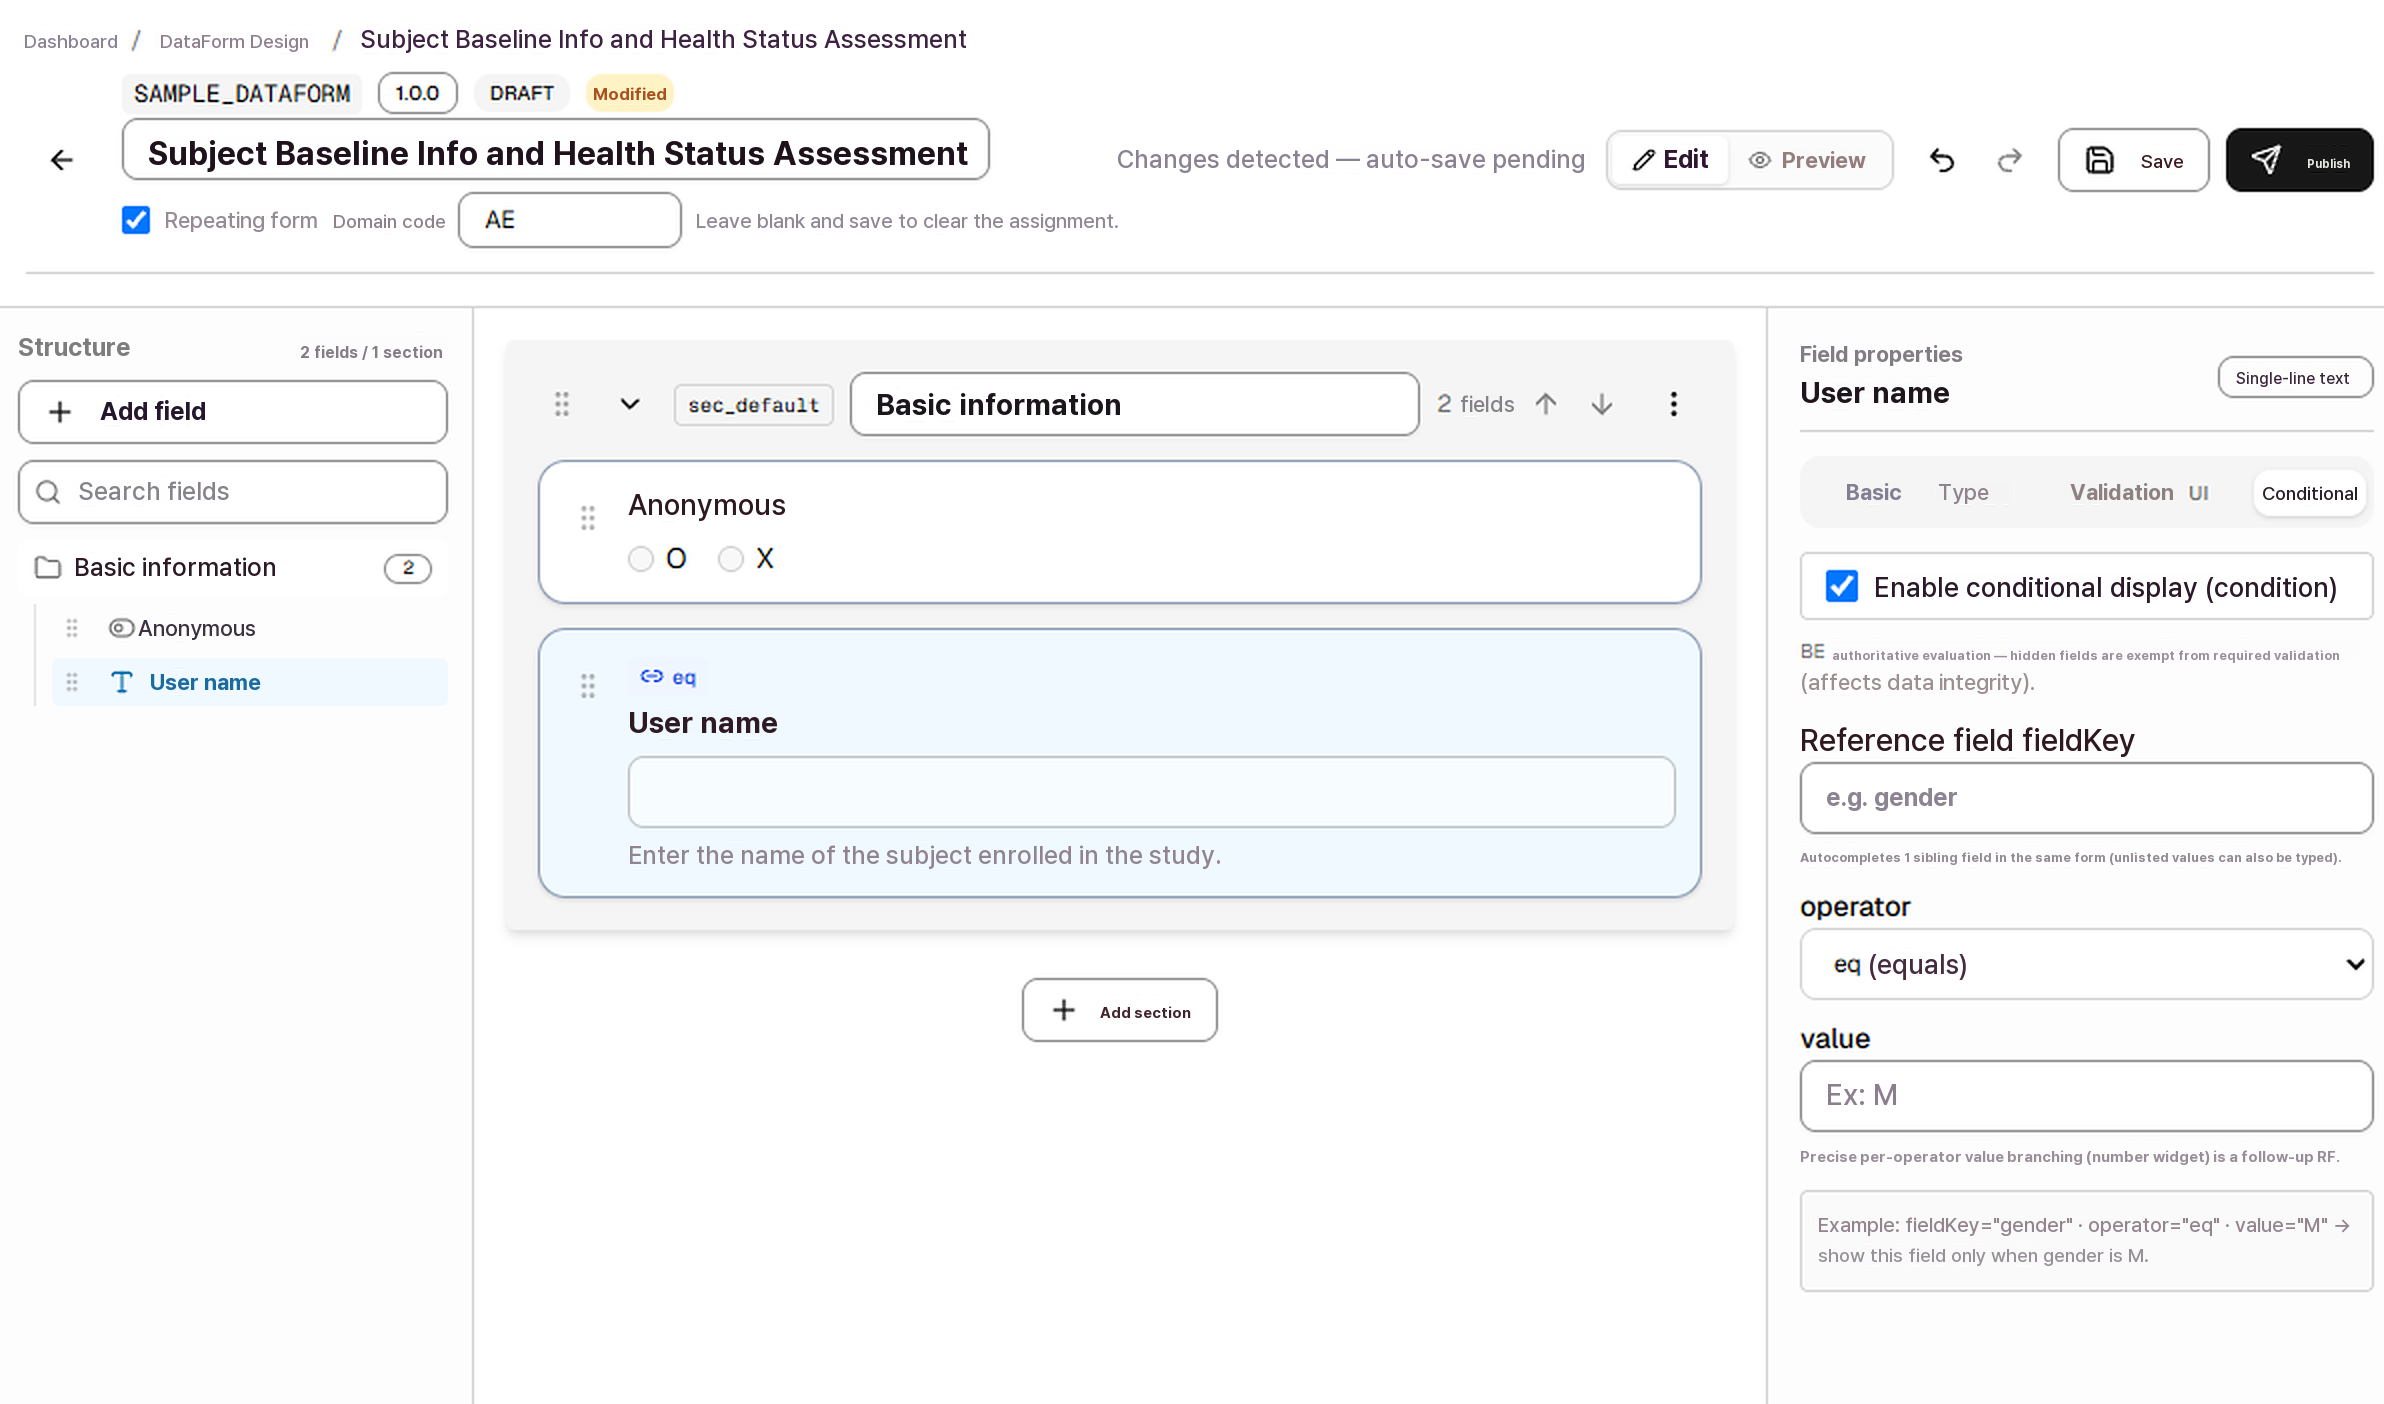 Dashboard / DataForm Design / Subject Baseline Info and Health Status Assessment
SAMPLE_DATAFORM 1.0.0 DRAFT Modified
Subject Baseline Info and Health Status Assessment
Changes detected — auto-save pending
Edit Preview
Save
Publish
Repeating form Domain code AE Leave blank and save to clear the assignment.
Structure 2 fields / 1 section
Add field
Search fields
Basic information 2
Anonymous
User name
sec_default Basic information 2 fields
Anonymous
O X
eq
User name
Enter the name of the subject enrolled in the study.
Add section
Field properties
User name
Single-line text
Basic Type Validation UI Conditional
Enable conditional display (condition)
BE authoritative evaluation — hidden fields are exempt from required validation
(affects data integrity).
Reference field fieldKey
e.g. gender
Autocompletes 1 sibling field in the same form (unlisted values can also be typed).
operator
eq (equals)
value
Ex: M
Precise per-operator value branching (number widget) is a follow-up RF.
Example: fieldKey="gender" · operator="eq" · value="M" →
show this field only when gender is M.